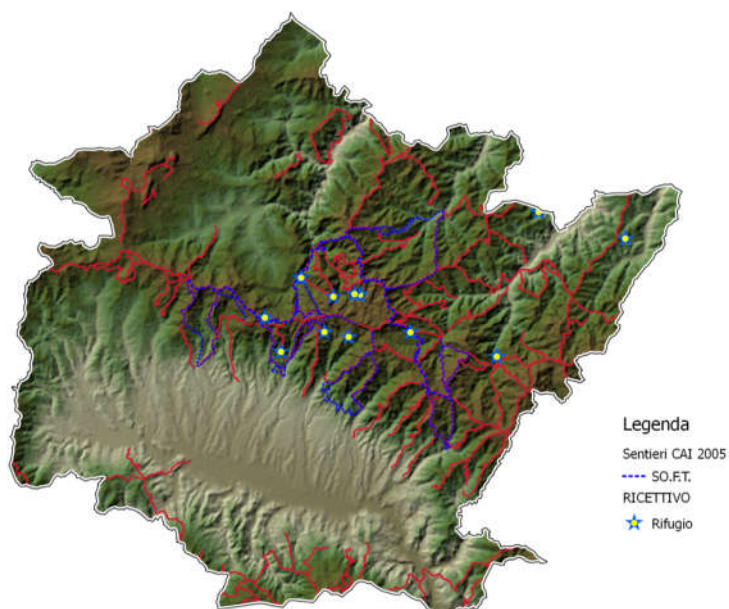 Legenda
Sentieri CAI 2005
SO.F.T.
RICETTIVO
Rifugio